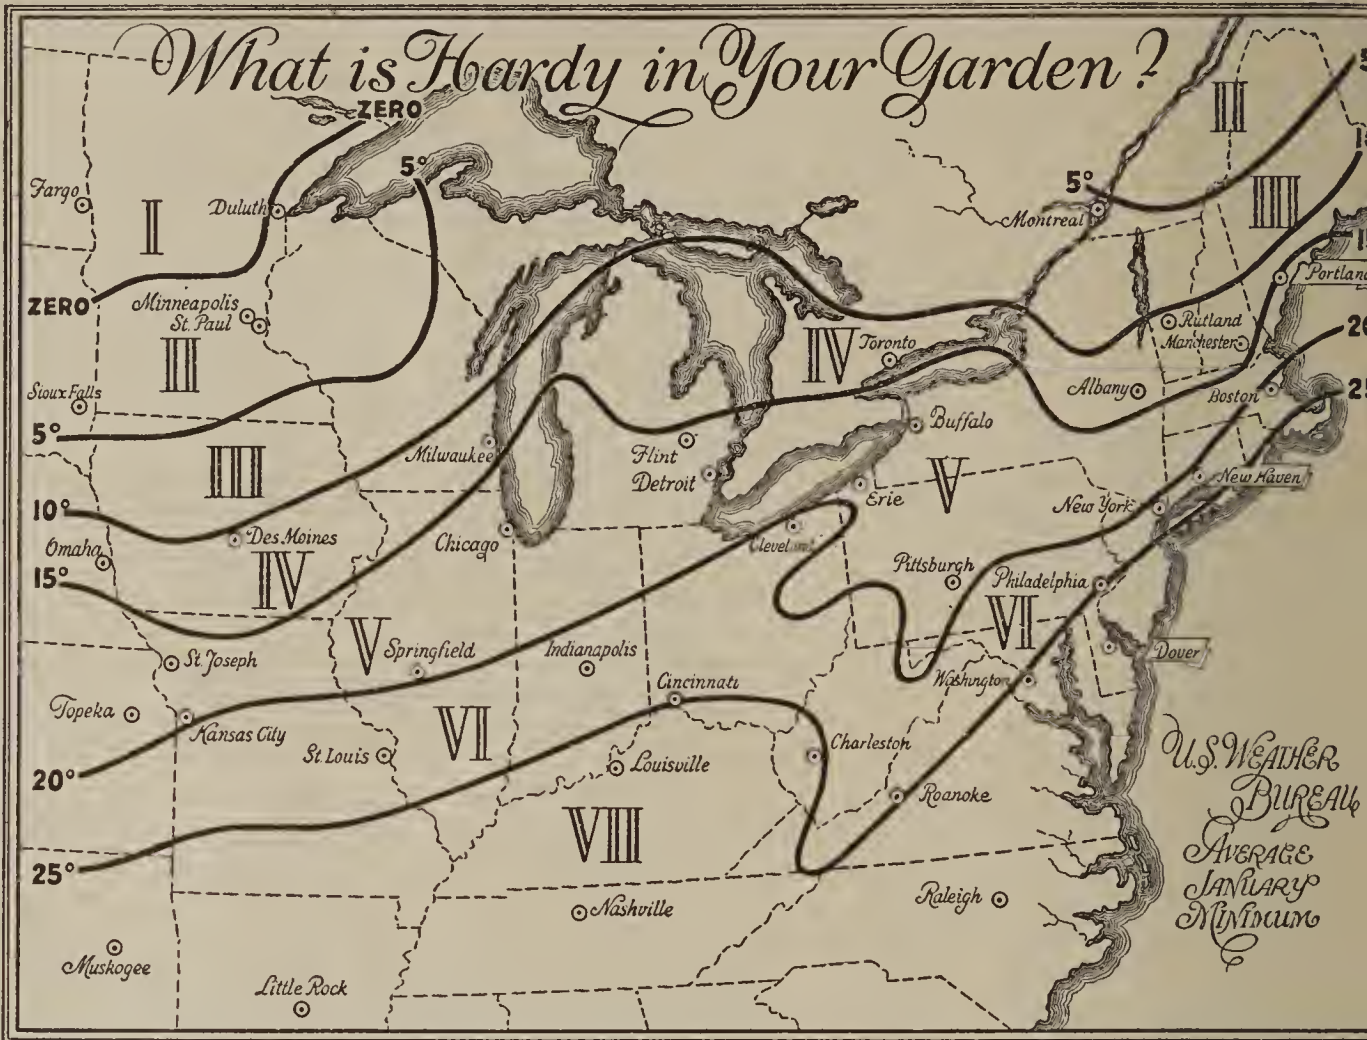 What is Hardy in Your Garden?
ZERO
5°
II
5°
Fargo
I
Duluth
Montreal
IIII
ZERO
Minneapolis
St. Paul
II
Portland
Rutland
Manchester
IV
Toronto
Sioux Falls
Albany
Boston
5°
Buffalo
Milwaukee
Flint
Detroit
III
V
Erie
New Haven
New York
10°
Des Moines
Chicago
Cleveland
Omaha
IV
15°
Pittsburgh
Philadelphia
VI
V
Springfield
Indianapolis
St. Joseph
Dover
Washington
Cincinnati
Topeka
Kansas City
VI
St. Louis
Louisville
Charleston
20°
Roanoke
VIII
25°
U.S. WEATHER
BUREAU
AVERAGE
JANUARY
MINIMUM
Nashville
Raleigh
Muskogee
Little Rock